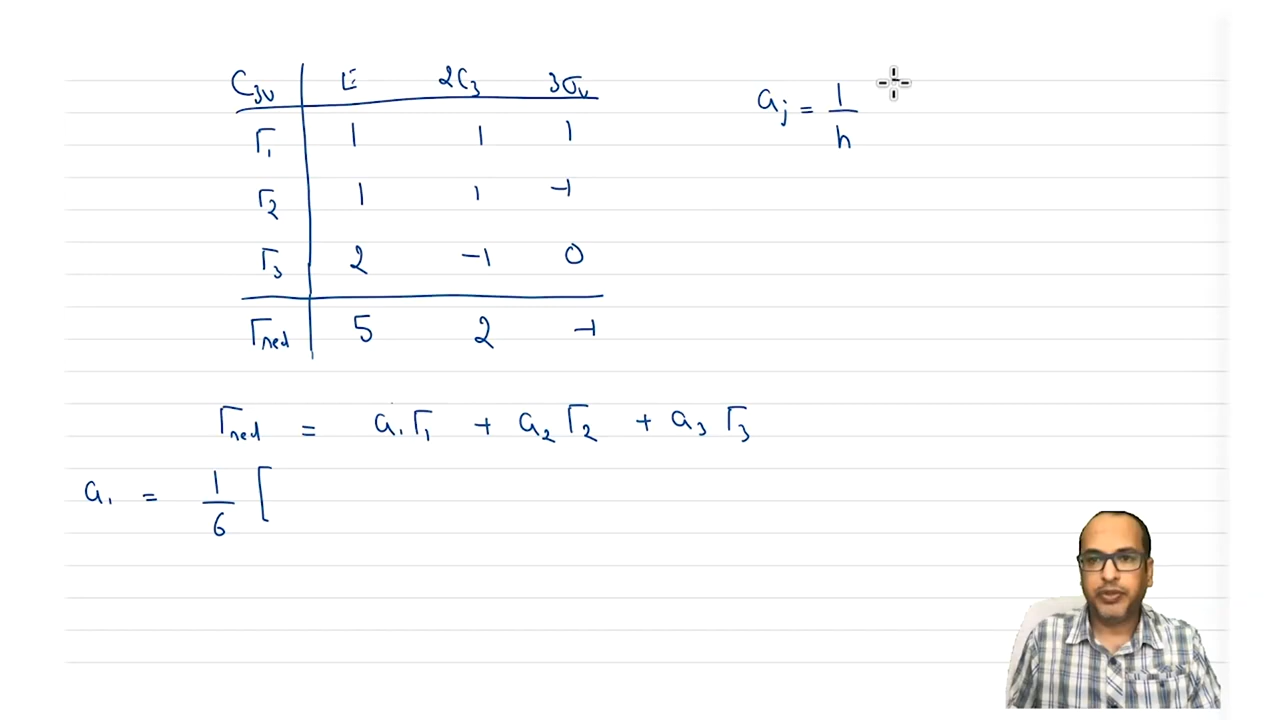 C₃ᵥ E 2C₃ 3σᵥ
Γ₁ 1 1 1
Γ₂ 1 1 -1
Γ₃ 2 -1 0
Γred 5 2 -1
aⱼ = 1/h
Γred = a₁Γ₁ + a₂Γ₂ + a₃Γ₃
a₁ = 1/6 [